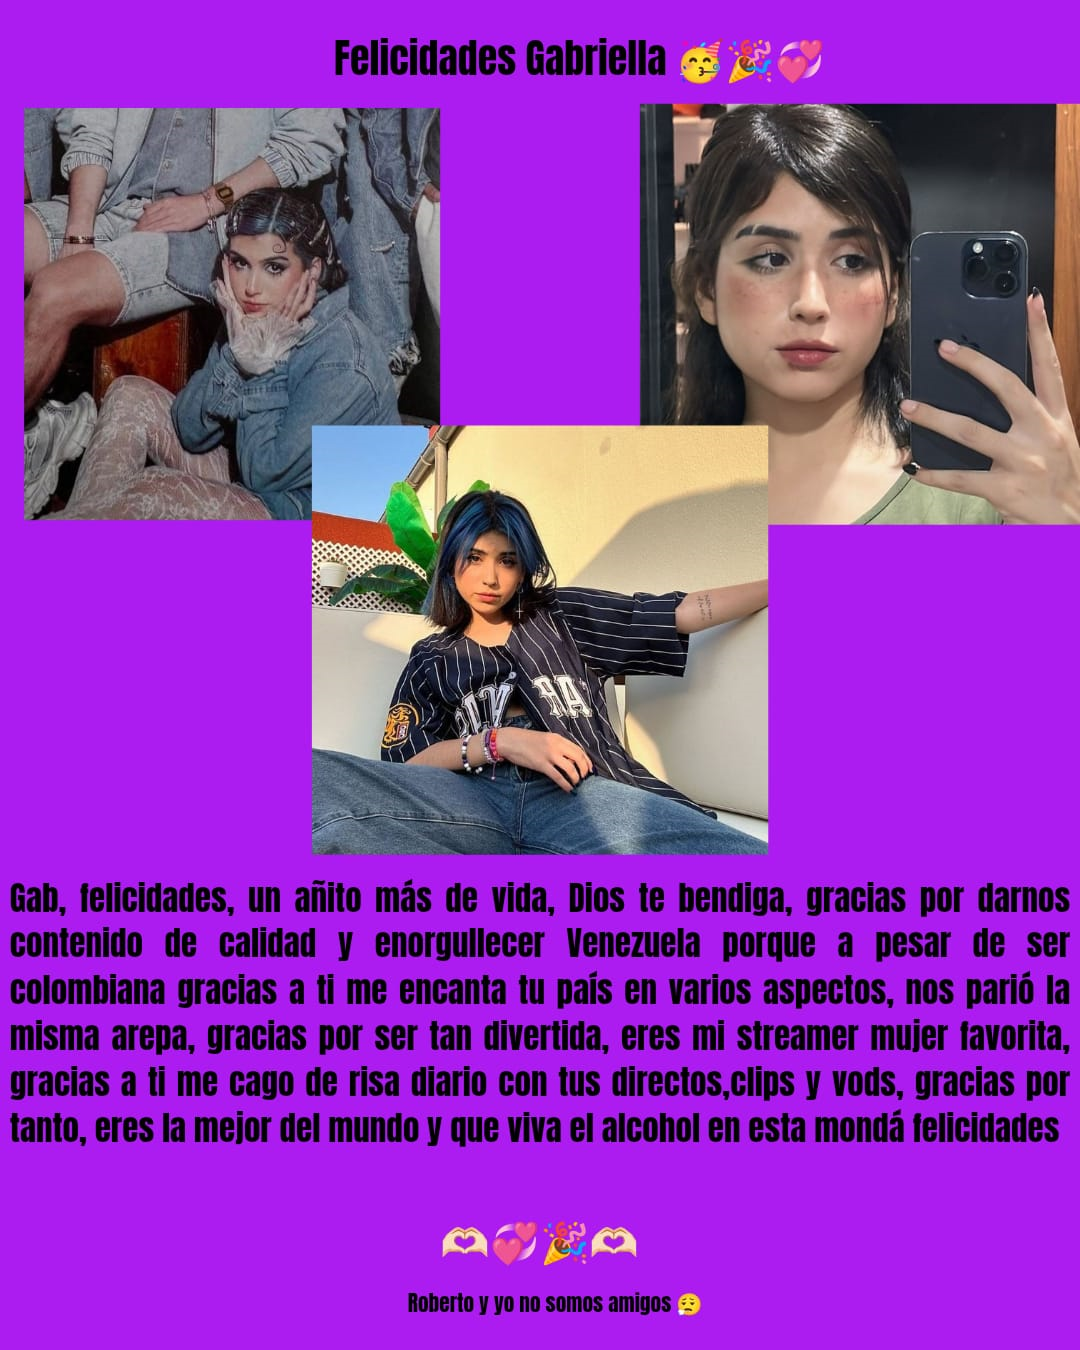 Felicidades Gabriella 🥳🎉💞
Gab, felicidades, un añito más de vida, Dios te bendiga, gracias por darnos
contenido de calidad y enorgullecer Venezuela porque a pesar de ser
colombiana gracias a ti me encanta tu país en varios aspectos, nos parió la
misma arepa, gracias por ser tan divertida, eres mi streamer mujer favorita,
gracias a ti me cago de risa diario con tus directos,clips y vods, gracias por
tanto, eres la mejor del mundo y que viva el alcohol en esta mondá felicidades
🫶🏻💞🎉🫶🏻
Roberto y yo no somos amigos 😮‍💨